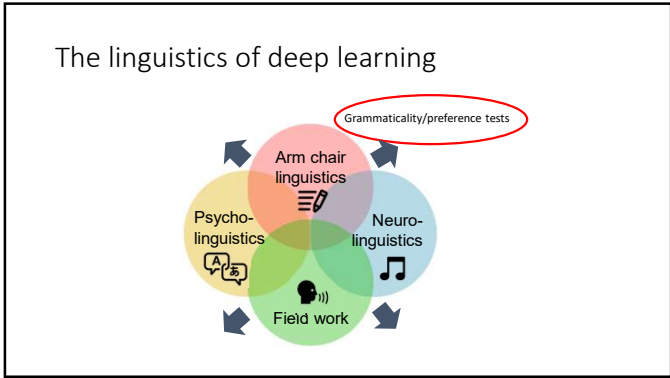 The linguistics of deep learning
Grammaticality/preference tests
Arm chair
linguistics
Psycho-
linguistics
Neuro-
linguistics
A
あ
Field work